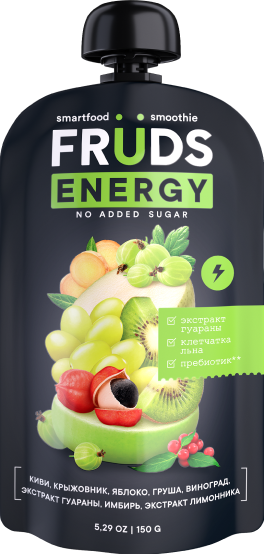 smartfood smoothie
FRÜDS
ENERGY
NO ADDED SUGAR
экстракт
гуараны
клетчатка
льна
пребиотик**
КИВИ, КРЫЖОВНИК, ЯБЛОКО, ГРУША, ВИНОГРАД,
ЭКСТРАКТ ГУАРАНЫ, ИМБИРЬ, ЭКСТРАКТ ЛИМОННИКА
5.29 OZ | 150 G